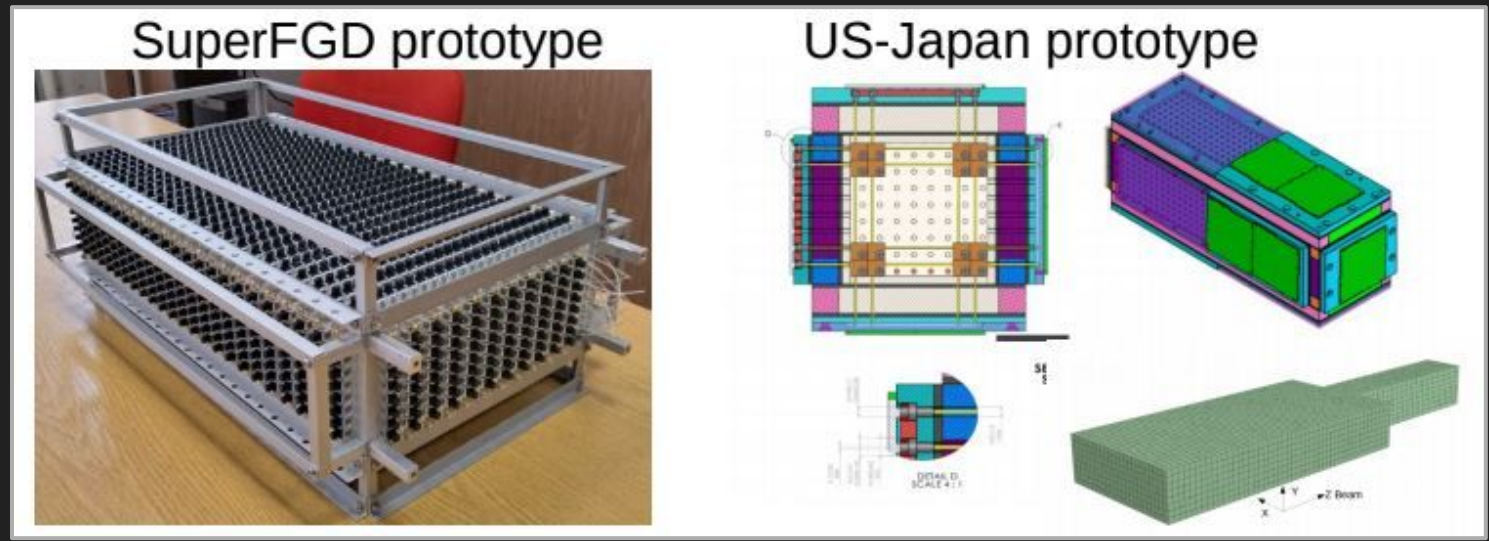 SuperFGD prototype
US-Japan prototype
DETAIL D
SCALE 4 : 1
Y
X
Z Beam